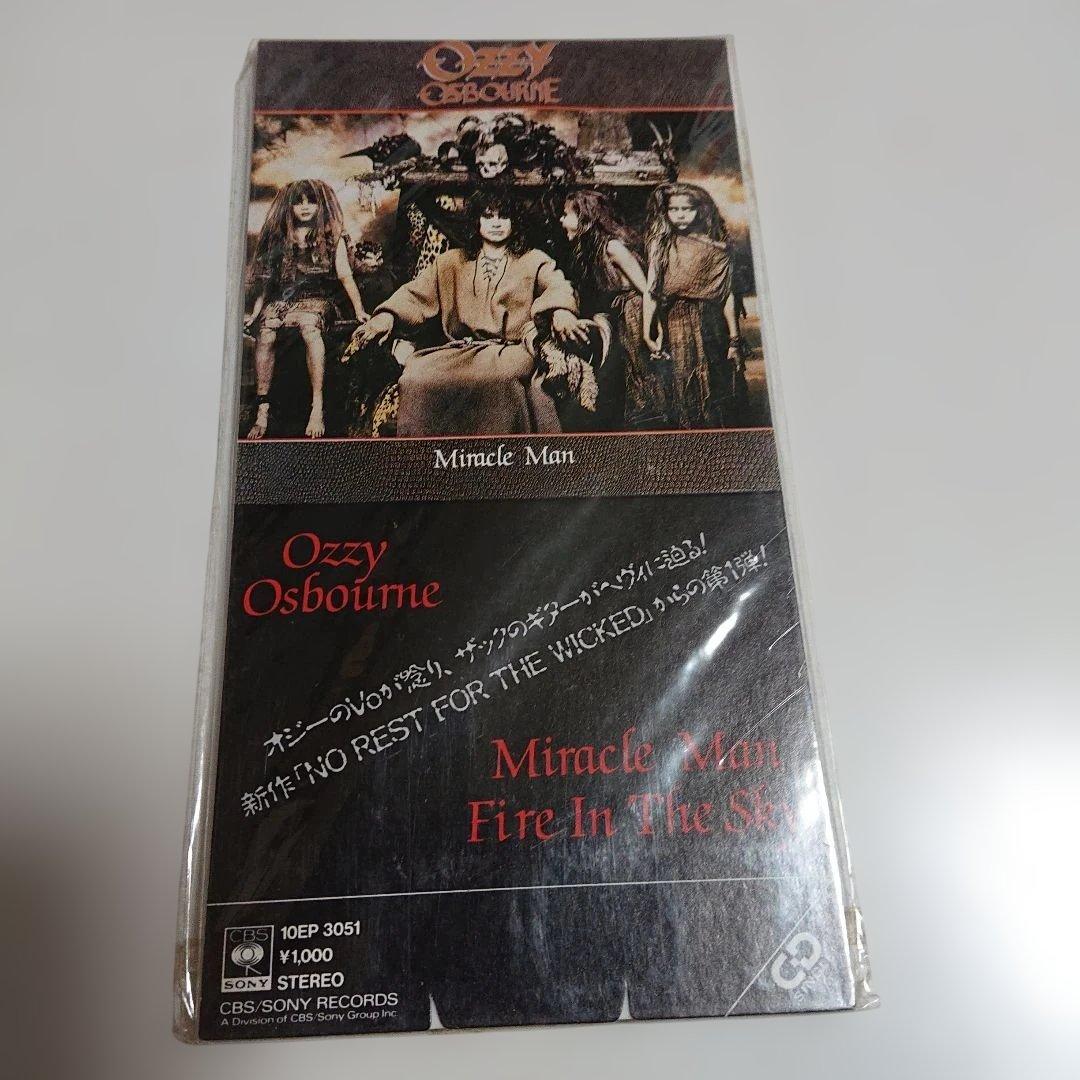 OZZY
OSBOURNE
Miracle Man
Ozzy
Osbourne
オジーのVoが唸り、ザックのギターがヘヴィに迫る!
新作「NO REST FOR THE WICKED」からの第1弾!
Miracle Man
Fire In The Sky
CBS
SONY
10EP 3051
¥1,000
STEREO
CBS/SONY RECORDS
A Division of CBS/Sony Group Inc.
CD